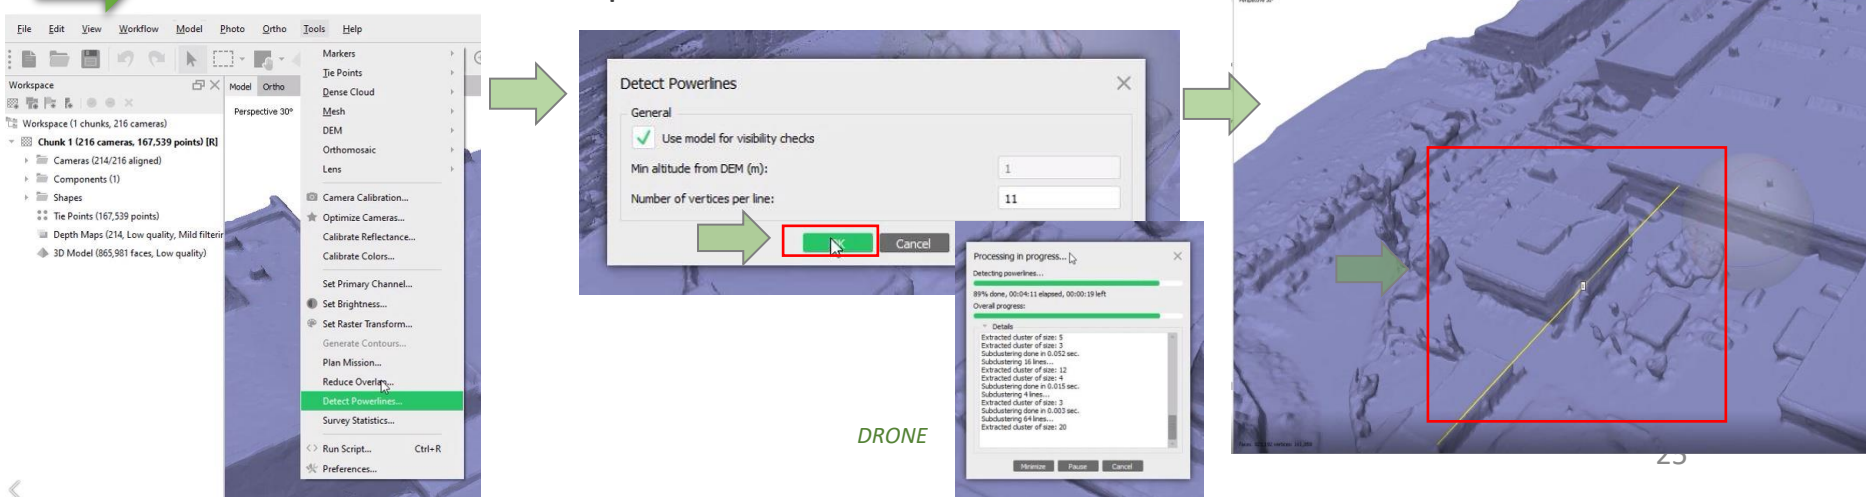 Perspective 30°
File Edit View Workflow Model Photo Ortho Tools Help
Workspace
Workspace (1 chunks, 216 cameras)
Chunk 1 (216 cameras, 167,539 points) [R]
Cameras (214/216 aligned)
Components (1)
Shapes
Tie Points (167,539 points)
Depth Maps (214, Low quality, Mild filterin
3D Model (865,981 faces, Low quality)
Model Ortho
Perspective 30°
Markers
Tie Points
Dense Cloud
Mesh
DEM
Orthomosaic
Lens
Camera Calibration...
Optimize Cameras...
Calibrate Reflectance...
Calibrate Colors...
Set Primary Channel...
Set Brightness...
Set Raster Transform...
Generate Contours...
Plan Mission...
Reduce Overlap...
Detect Powerlines...
Survey Statistics...
Run Script... Ctrl+R
Preferences...
Detect Powerlines
General
Use model for visibility checks
Min altitude from DEM (m): 1
Number of vertices per line: 11
OK Cancel
Processing in progress...
Detecting powerlines...
89% done, 00:04:11 elapsed, 00:00:19 left
Overall progress:
Details
Extracted cluster of size: 5
Extracted cluster of size: 3
Subclustering done in 0.052 sec.
Subclustering 16 lines...
Extracted cluster of size: 12
Extracted cluster of size: 4
Subclustering done in 0.015 sec.
Subclustering 4 lines...
Extracted cluster of size: 3
Subclustering done in 0.003 sec.
Subclustering 64 lines...
Extracted cluster of size: 20
Minimize Pause Cancel
DRONE